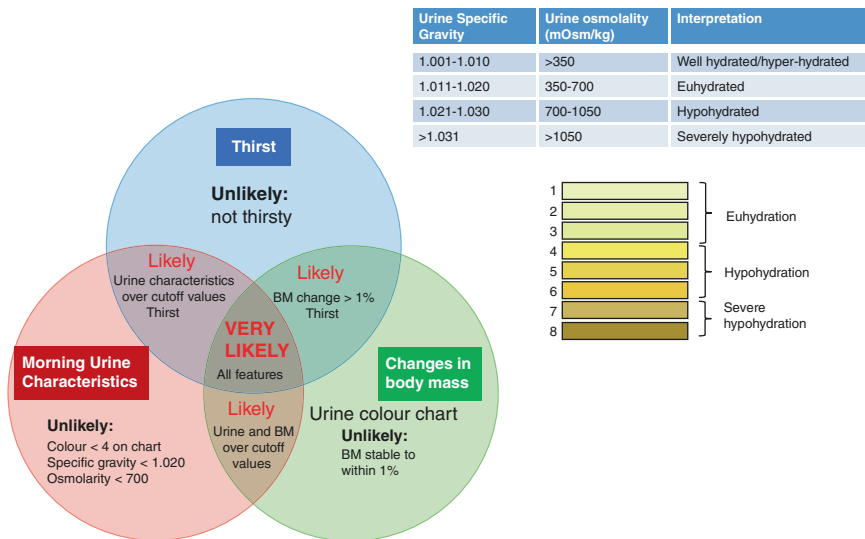 Urine Specific Gravity
Urine osmolality (mOsm/kg)
Interpretation
1.001-1.010 >350 Well hydrated/hyper-hydrated
1.011-1.020 350-700 Euhydrated
1.021-1.030 700-1050 Hypohydrated
>1.031 >1050 Severely hypohydrated
Thirst
Unlikely:
not thirsty
Likely
Urine characteristics
over cutoff values
Thirst
Likely
BM change > 1%
Thirst
VERY
LIKELY
All features
Morning Urine
Characteristics
Unlikely:
Colour < 4 on chart
Specific gravity < 1.020
Osmolarity < 700
Likely
Urine and BM
over cutoff
values
Changes in
body mass
Urine colour chart
Unlikely:
BM stable to
within 1%
1
2
3
Euhydration
4
5
6
Hypohydration
7
8
Severe
hypohydration